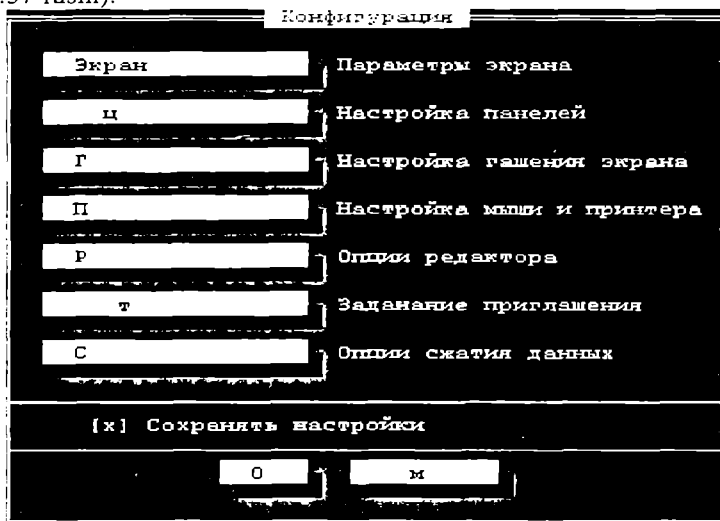 Конфигурация
Экран Параметры экрана
ц Настройка панелей
Г Настройка гашения экрана
П Настройка мыши и принтера
Р Опции редактора
т Заданание приглашения
С Опции сжатия данных
[x] Сохранять настройки
О м